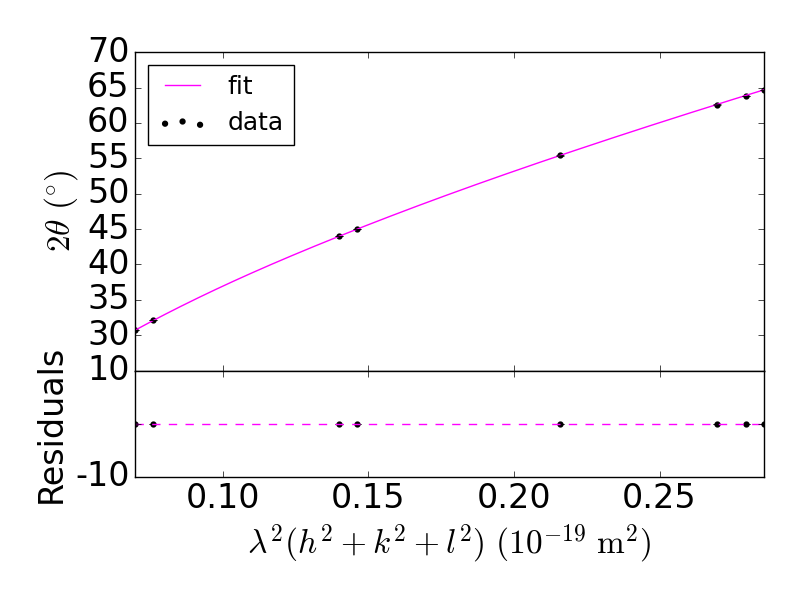 70
65
60
55
50
45
40
35
30
2θ (°)
fit
data
10
-10
Residuals
0.10 0.15 0.20 0.25
λ²(h² + k² + l²) (10⁻¹⁹ m²)